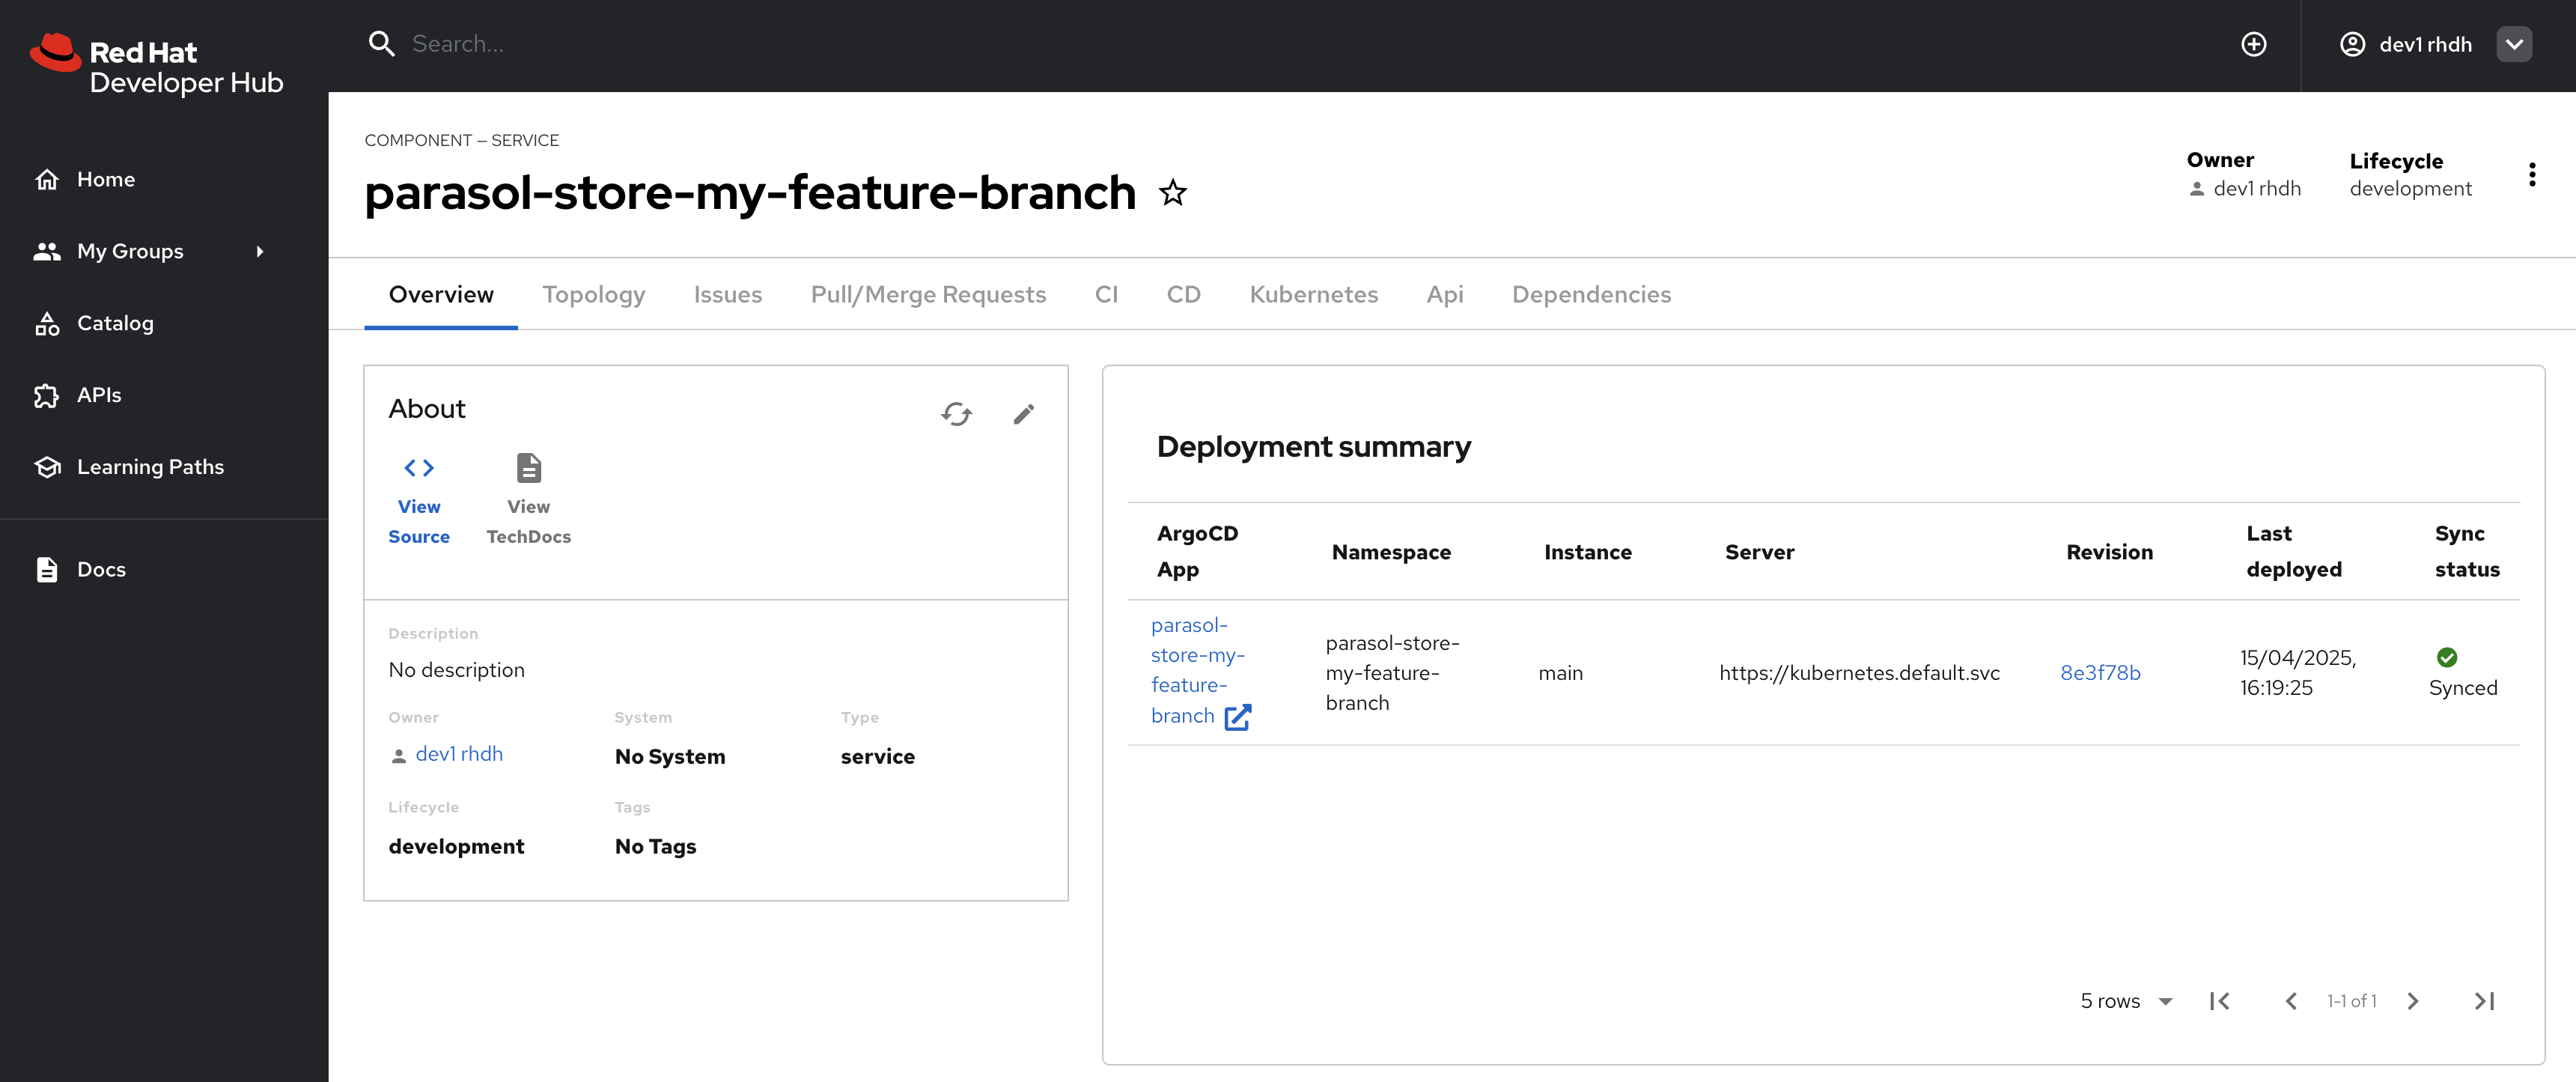 Red Hat
Developer Hub
Search...
dev1 rhdh
Home
My Groups
Catalog
APIs
Learning Paths
Docs
COMPONENT — SERVICE
parasol-store-my-feature-branch
Owner
dev1 rhdh
Lifecycle
development
Overview
Topology
Issues
Pull/Merge Requests
CI
CD
Kubernetes
Api
Dependencies
About
View
Source
View
TechDocs
Description
No description
Owner
System
Type
dev1 rhdh
No System
service
Lifecycle
Tags
development
No Tags
Deployment summary
ArgoCD
App
Namespace
Instance
Server
Revision
Last
deployed
Sync
status
parasol-
store-my-
feature-
branch
parasol-store-
my-feature-
branch
main
https://kubernetes.default.svc
8e3f78b
15/04/2025,
16:19:25
Synced
5 rows
1-1 of 1